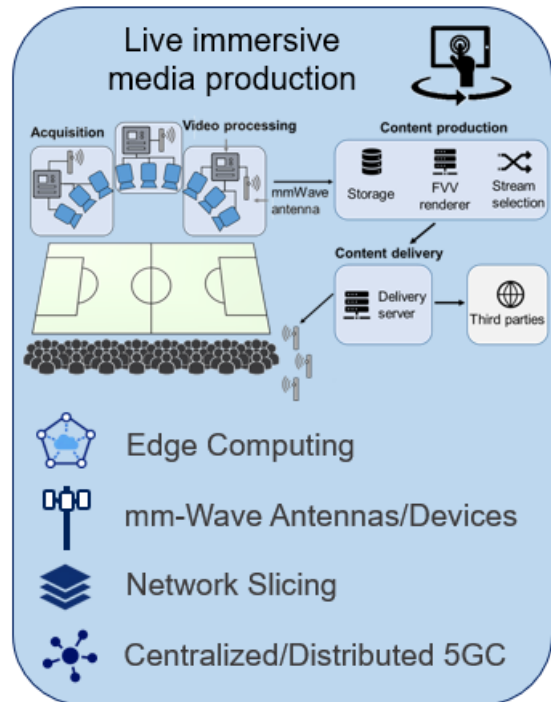 Live immersive
media production
Acquisition
Video processing
mmWave
antenna
Content production
Storage
FVV
renderer
Stream
selection
Content delivery
Delivery
server
Third parties
Edge Computing
mm-Wave Antennas/Devices
Network Slicing
Centralized/Distributed 5GC